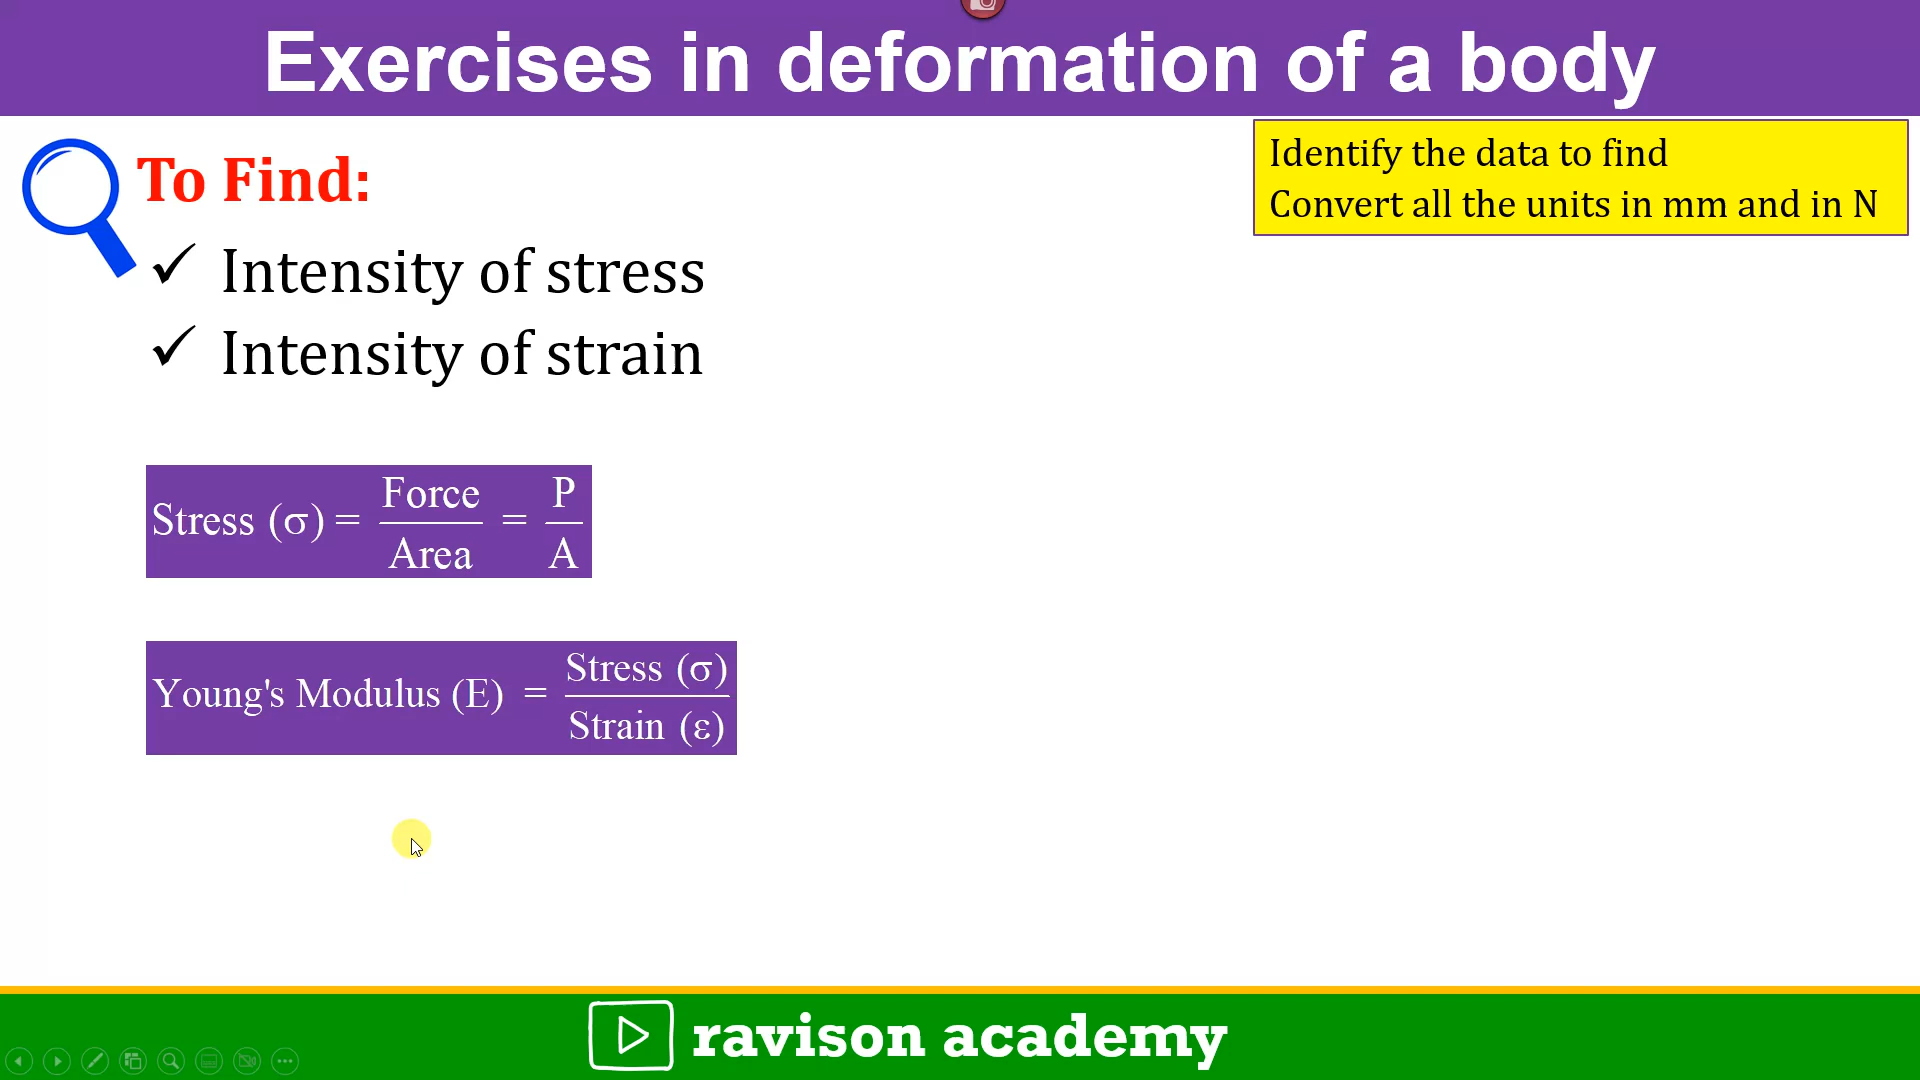 Exercises in deformation of a body
Identify the data to find
Convert all the units in mm and in N
To Find:
✓ Intensity of stress
✓ Intensity of strain
Stress (σ) = Force / Area = P / A
Young's Modulus (E) = Stress (σ) / Strain (ε)
ravison academy